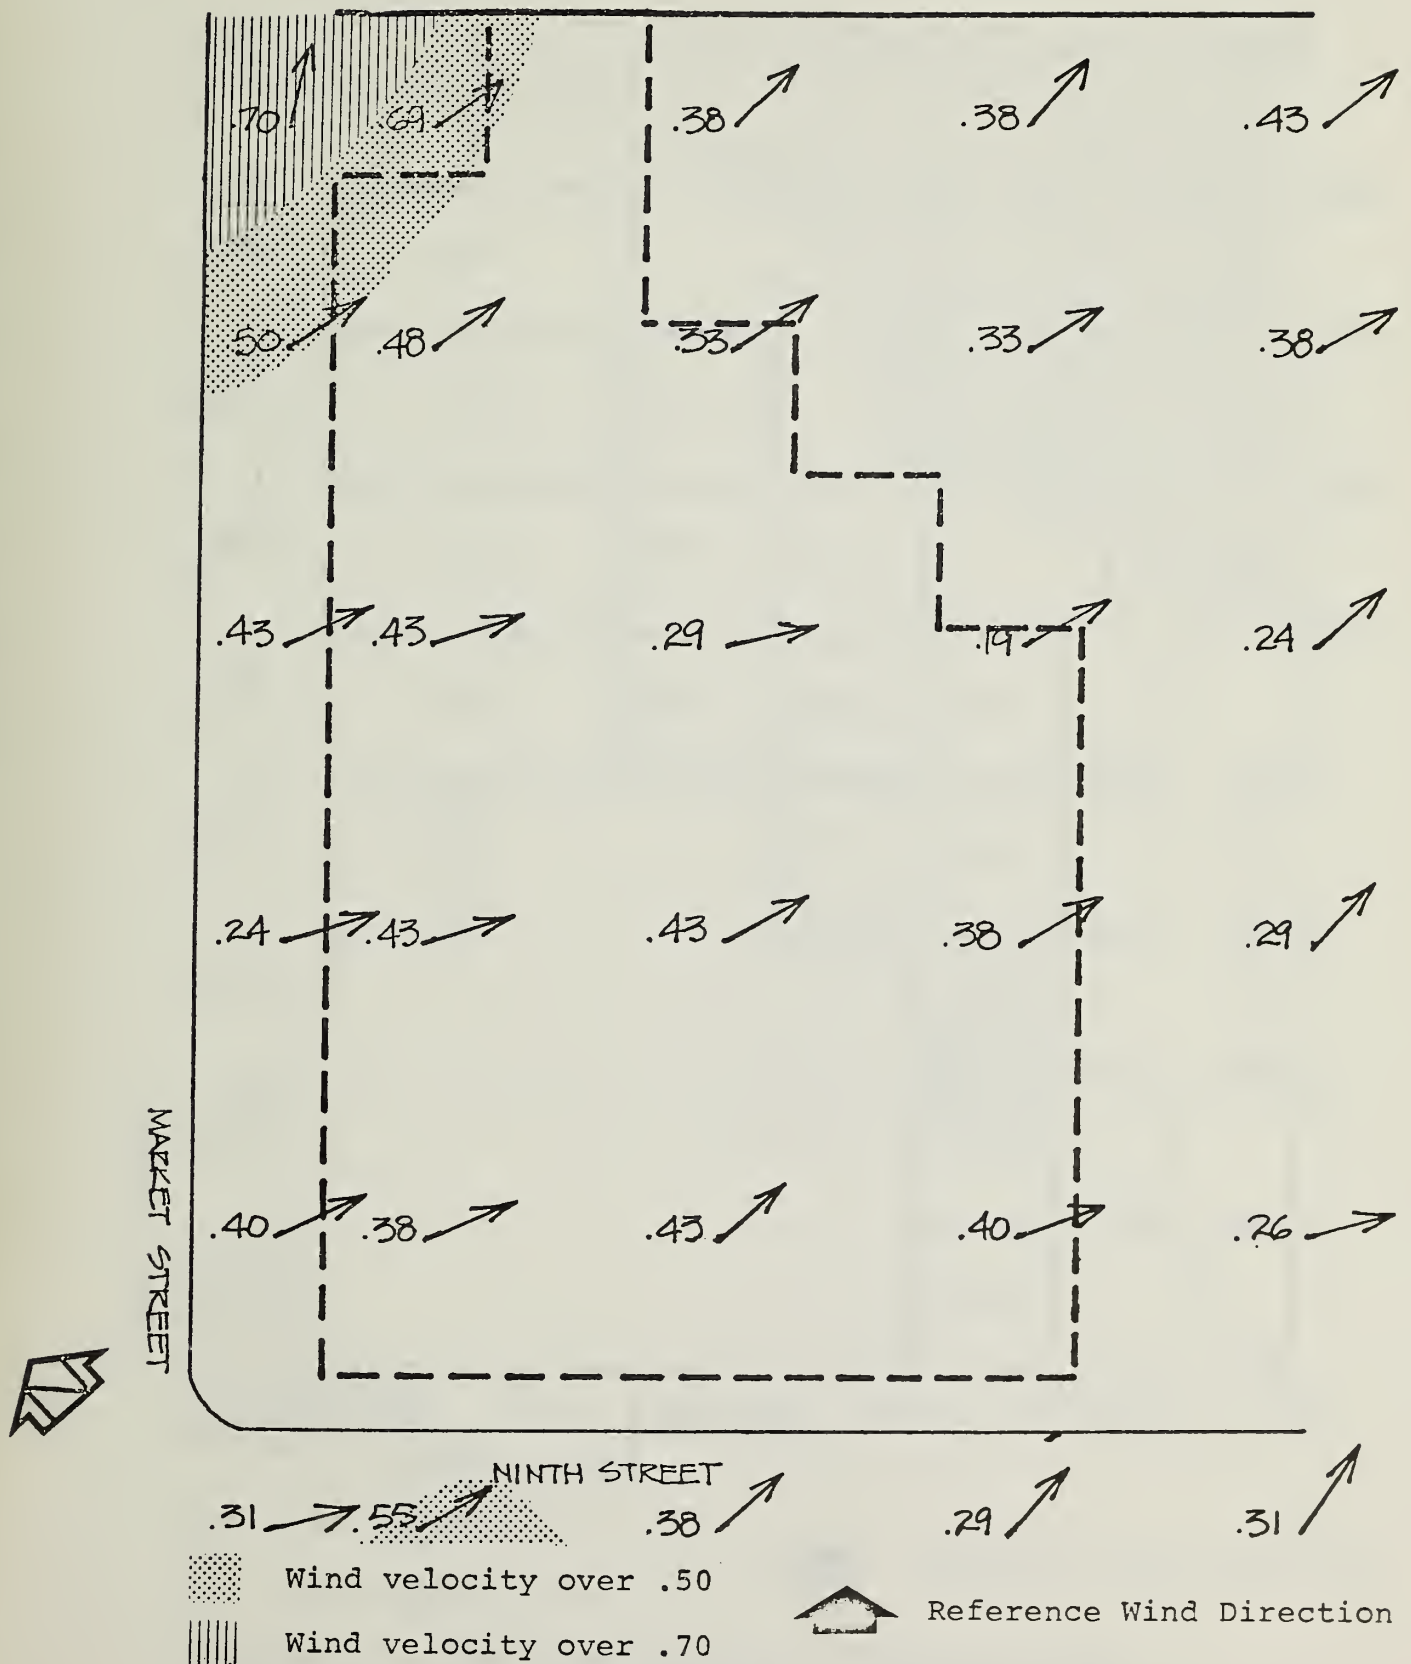 .70 .69 .38 .38 .43
.50 .48 .33 .33 .38
.43 .43 .29 .19 .24
.24 .43 .43 .38 .29
.40 .38 .43 .40 .26
MARKET STREET
NINTH STREET
.31 .55 .38 .29 .31
Wind velocity over .50
Reference Wind Direction
Wind velocity over .70